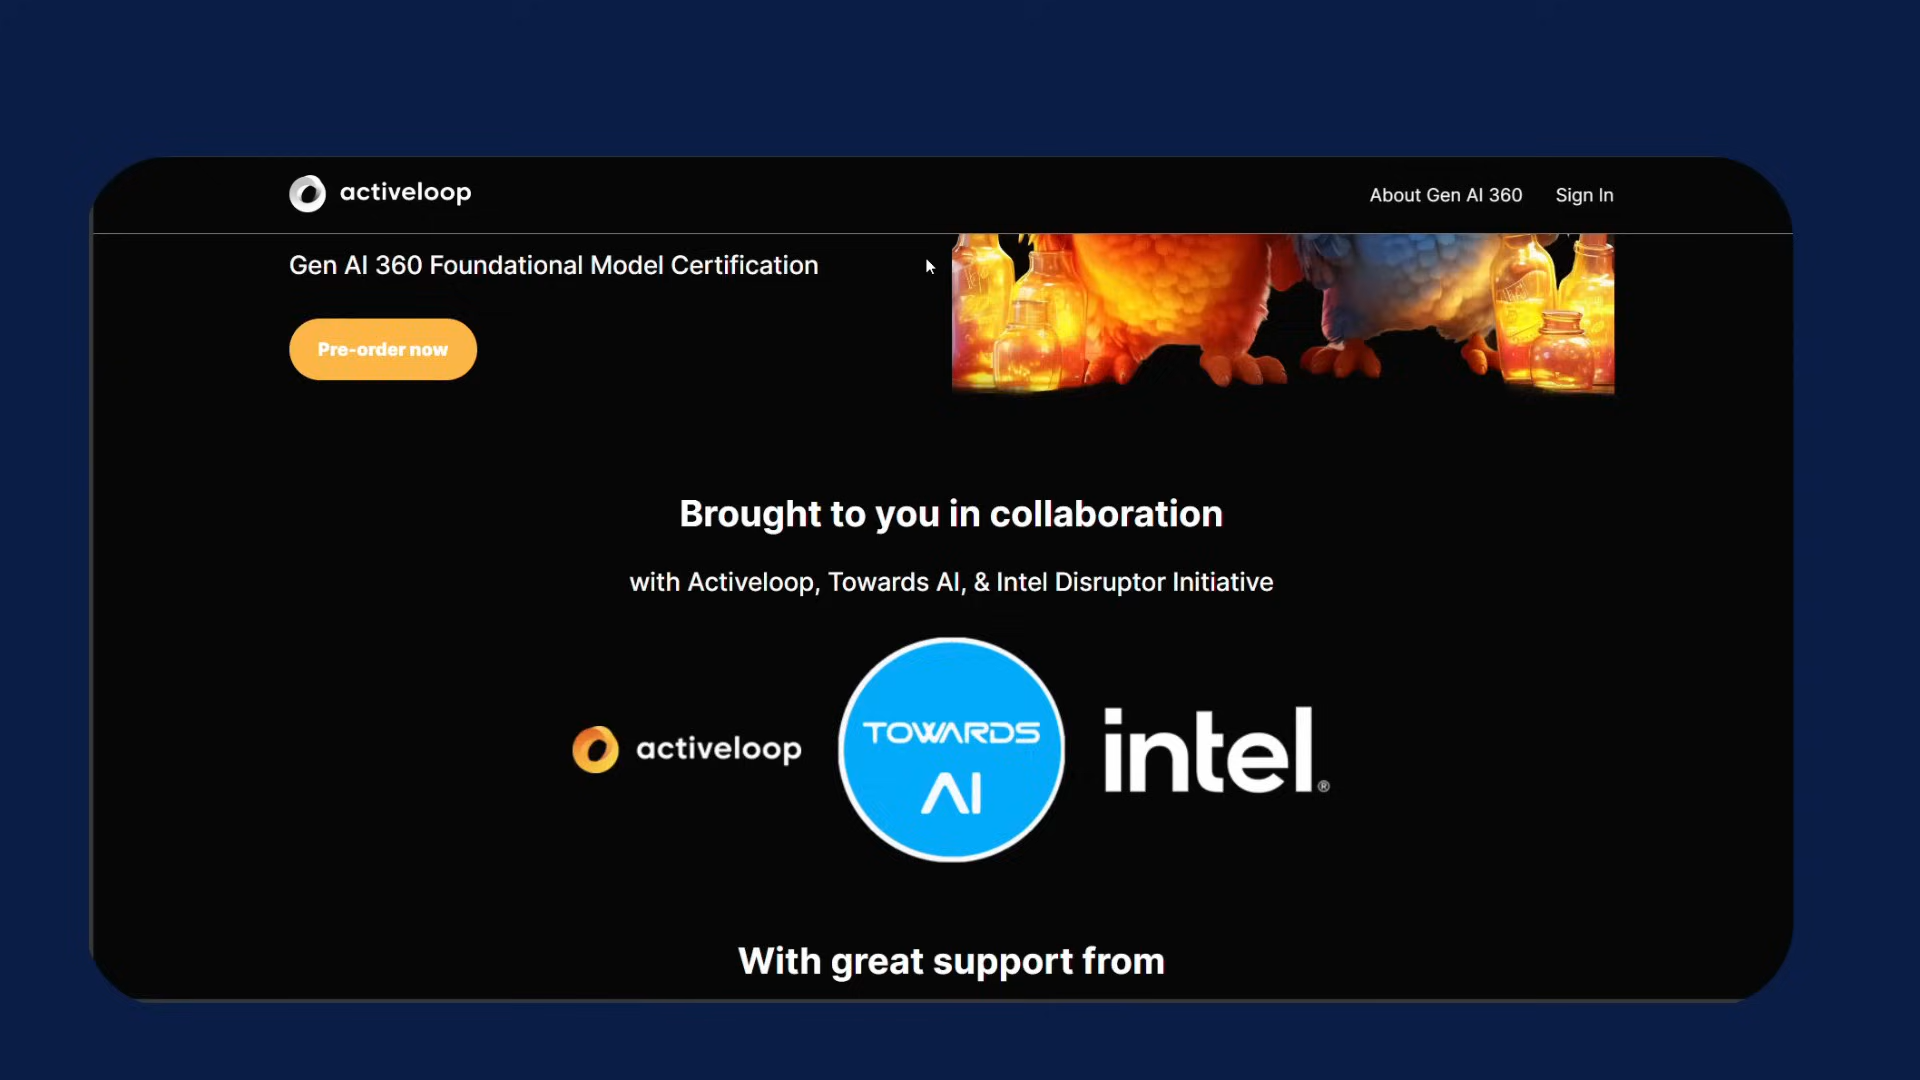 activeloop
About Gen AI 360
Sign In
Gen AI 360 Foundational Model Certification
Pre-order now
Brought to you in collaboration
with Activeloop, Towards AI, & Intel Disruptor Initiative
activeloop
TOWARDS
AI
intel®
With great support from